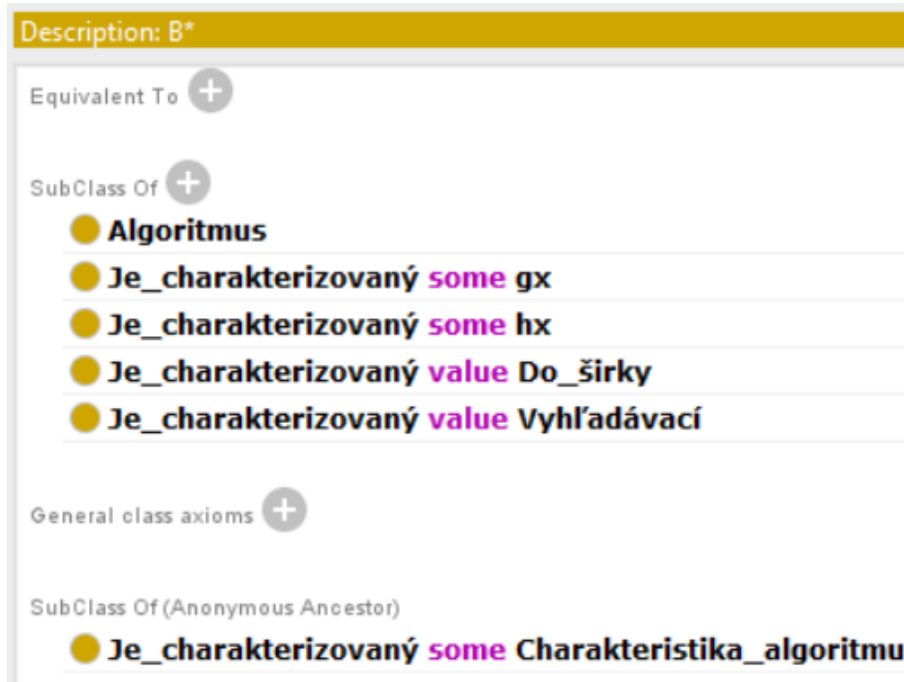 Description: B*
Equivalent To
SubClass Of
Algoritmus
Je_charakterizovaný some gx
Je_charakterizovaný some hx
Je_charakterizovaný value Do_širky
Je_charakterizovaný value Vyhľadávací
General class axioms
SubClass Of (Anonymous Ancestor)
Je_charakterizovaný some Charakteristika_algoritmu